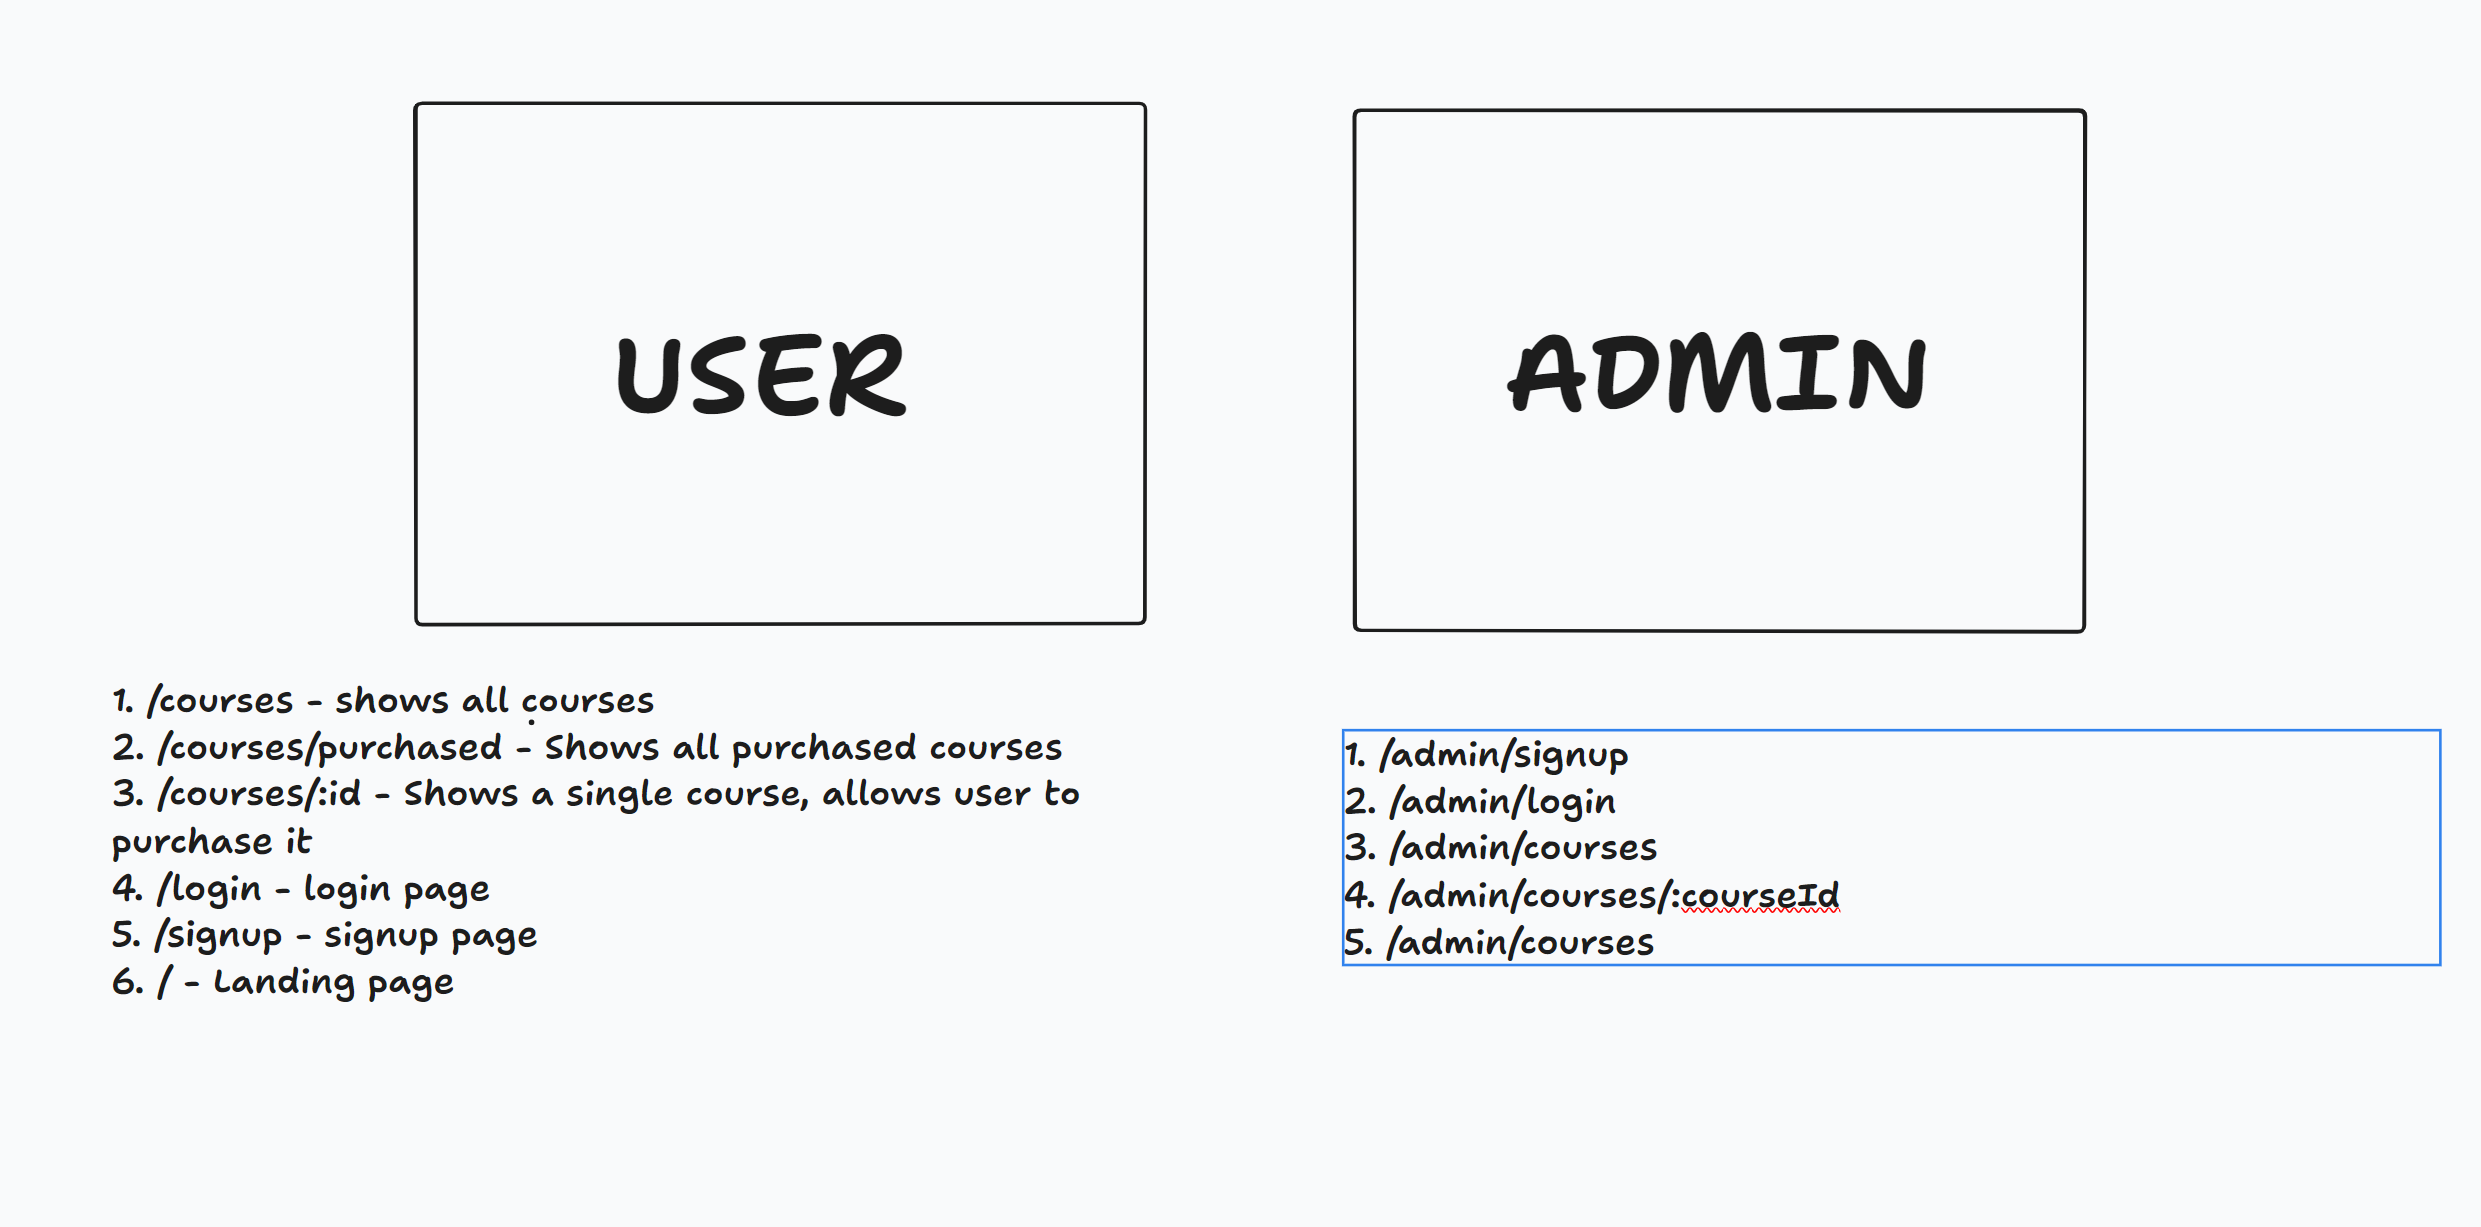 USER
1. /courses - shows all courses
2. /courses/purchased - Shows all purchased courses
3. /courses/:id - Shows a single course, allows user to
purchase it
4. /login - login page
5. /signup - signup page
6. / - Landing page
ADMIN
1. /admin/signup
2. /admin/login
3. /admin/courses
4. /admin/courses/:courseId
5. /admin/courses